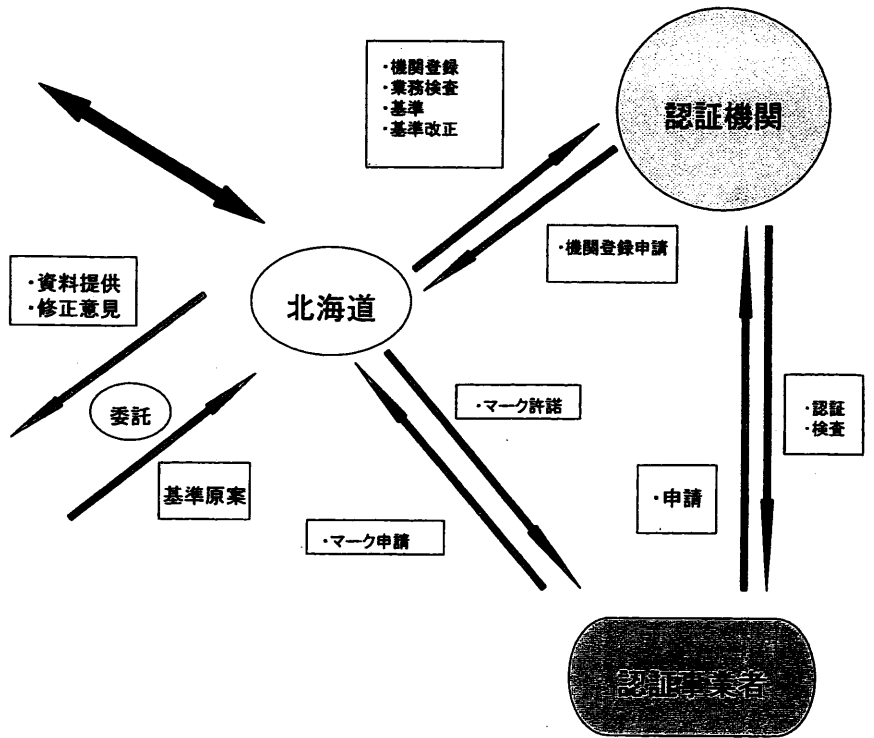 ・機関登録
・業務検査
・基準
・基準改正
認証機関
・機関登録申請
・資料提供
・修正意見
北海道
委託
・マーク許諾
・認証
・検査
基準原案
・申請
・マーク申請
認証事業者